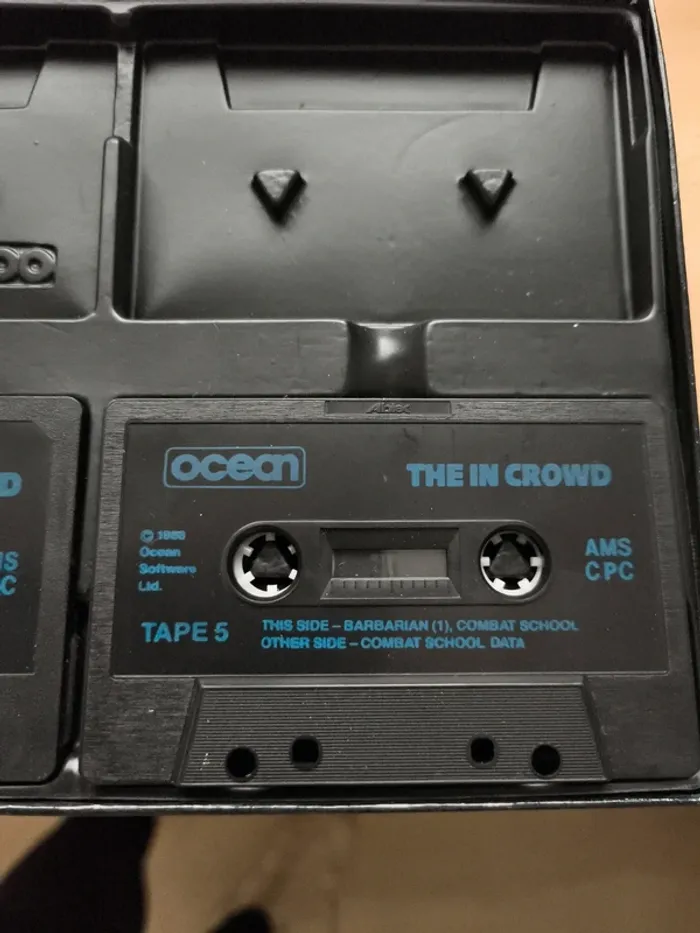 ocean
THE IN CROWD
© 1988
Ocean
Software
Ltd.
AMS
CPC
TAPE 5
THIS SIDE – BARBARIAN (1), COMBAT SCHOOL
OTHER SIDE – COMBAT SCHOOL DATA